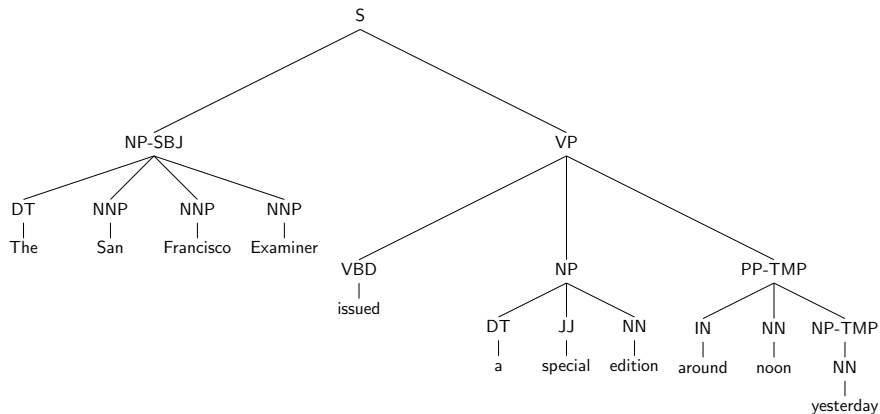 S
NP-SBJ VP
DT NNP NNP NNP
The San Francisco Examiner
VBD NP PP-TMP
issued
DT JJ NN IN NN NP-TMP
a special edition around noon NN
yesterday